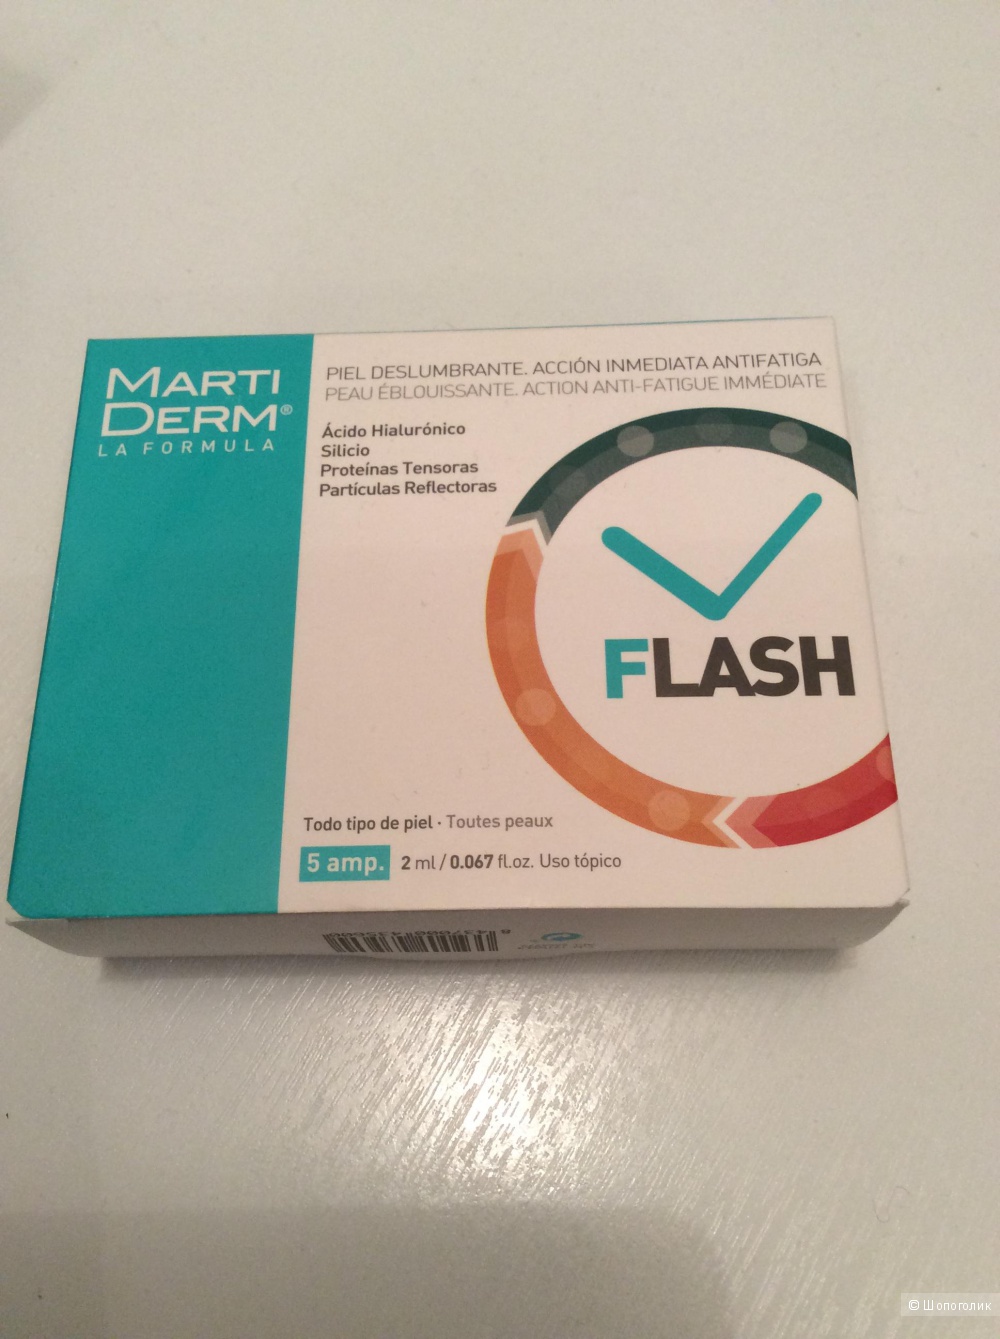 MARTI
DERM®
LA FORMULA
PIEL DESLUMBRANTE. ACCIÓN INMEDIATA ANTIFATIGA
PEAU ÉBLOUISSANTE. ACTION ANTI-FATIGUE IMMÉDIATE
Ácido Hialurónico
Silicio
Proteínas Tensoras
Partículas Reflectoras
FLASH
Todo tipo de piel · Toutes peaux
5 amp. 2 ml / 0.067 fl.oz. Uso tópico
© Шопоголик